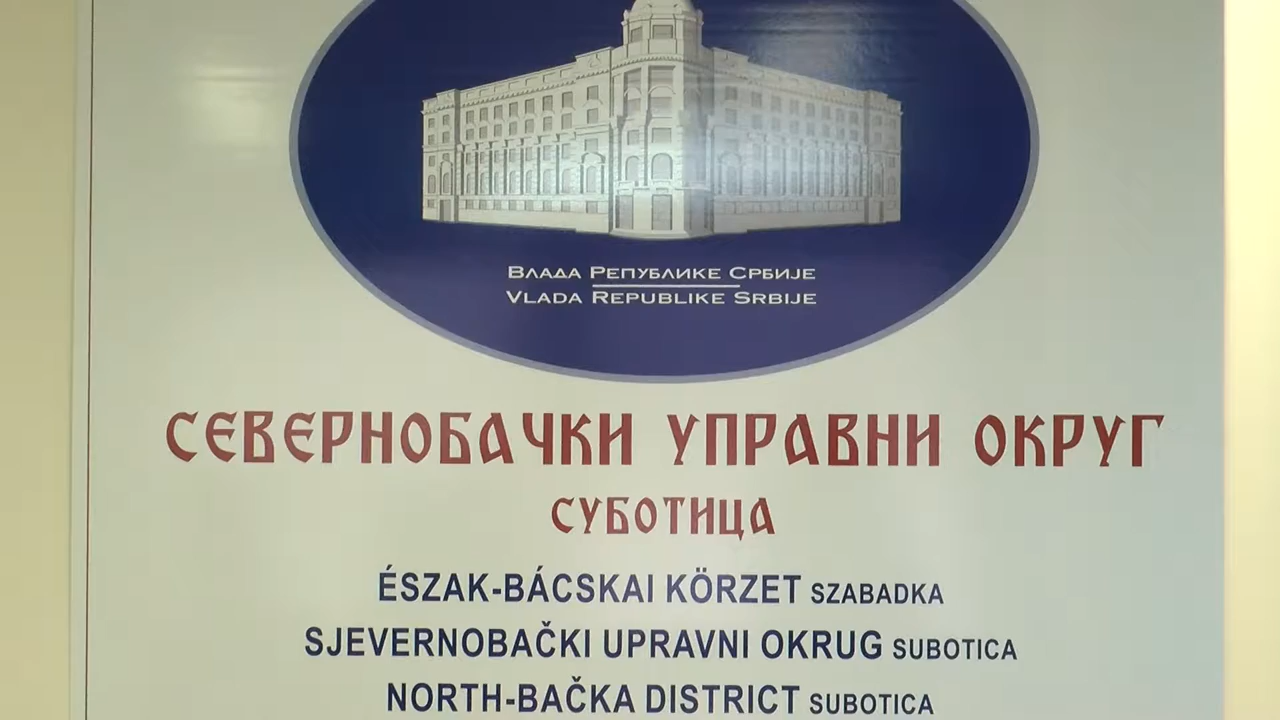 Влада Републике Србије
Vlada Republike Srbije
СЕВЕРНОБАЧКИ УПРАВНИ ОКРУГ
СУБОТИЦА
ÉSZAK-BÁCSKAI KÖRZET SZABADKA
SJEVERNOBAČKI UPRAVNI OKRUG SUBOTICA
NORTH-BAČKA DISTRICT SUBOTICA